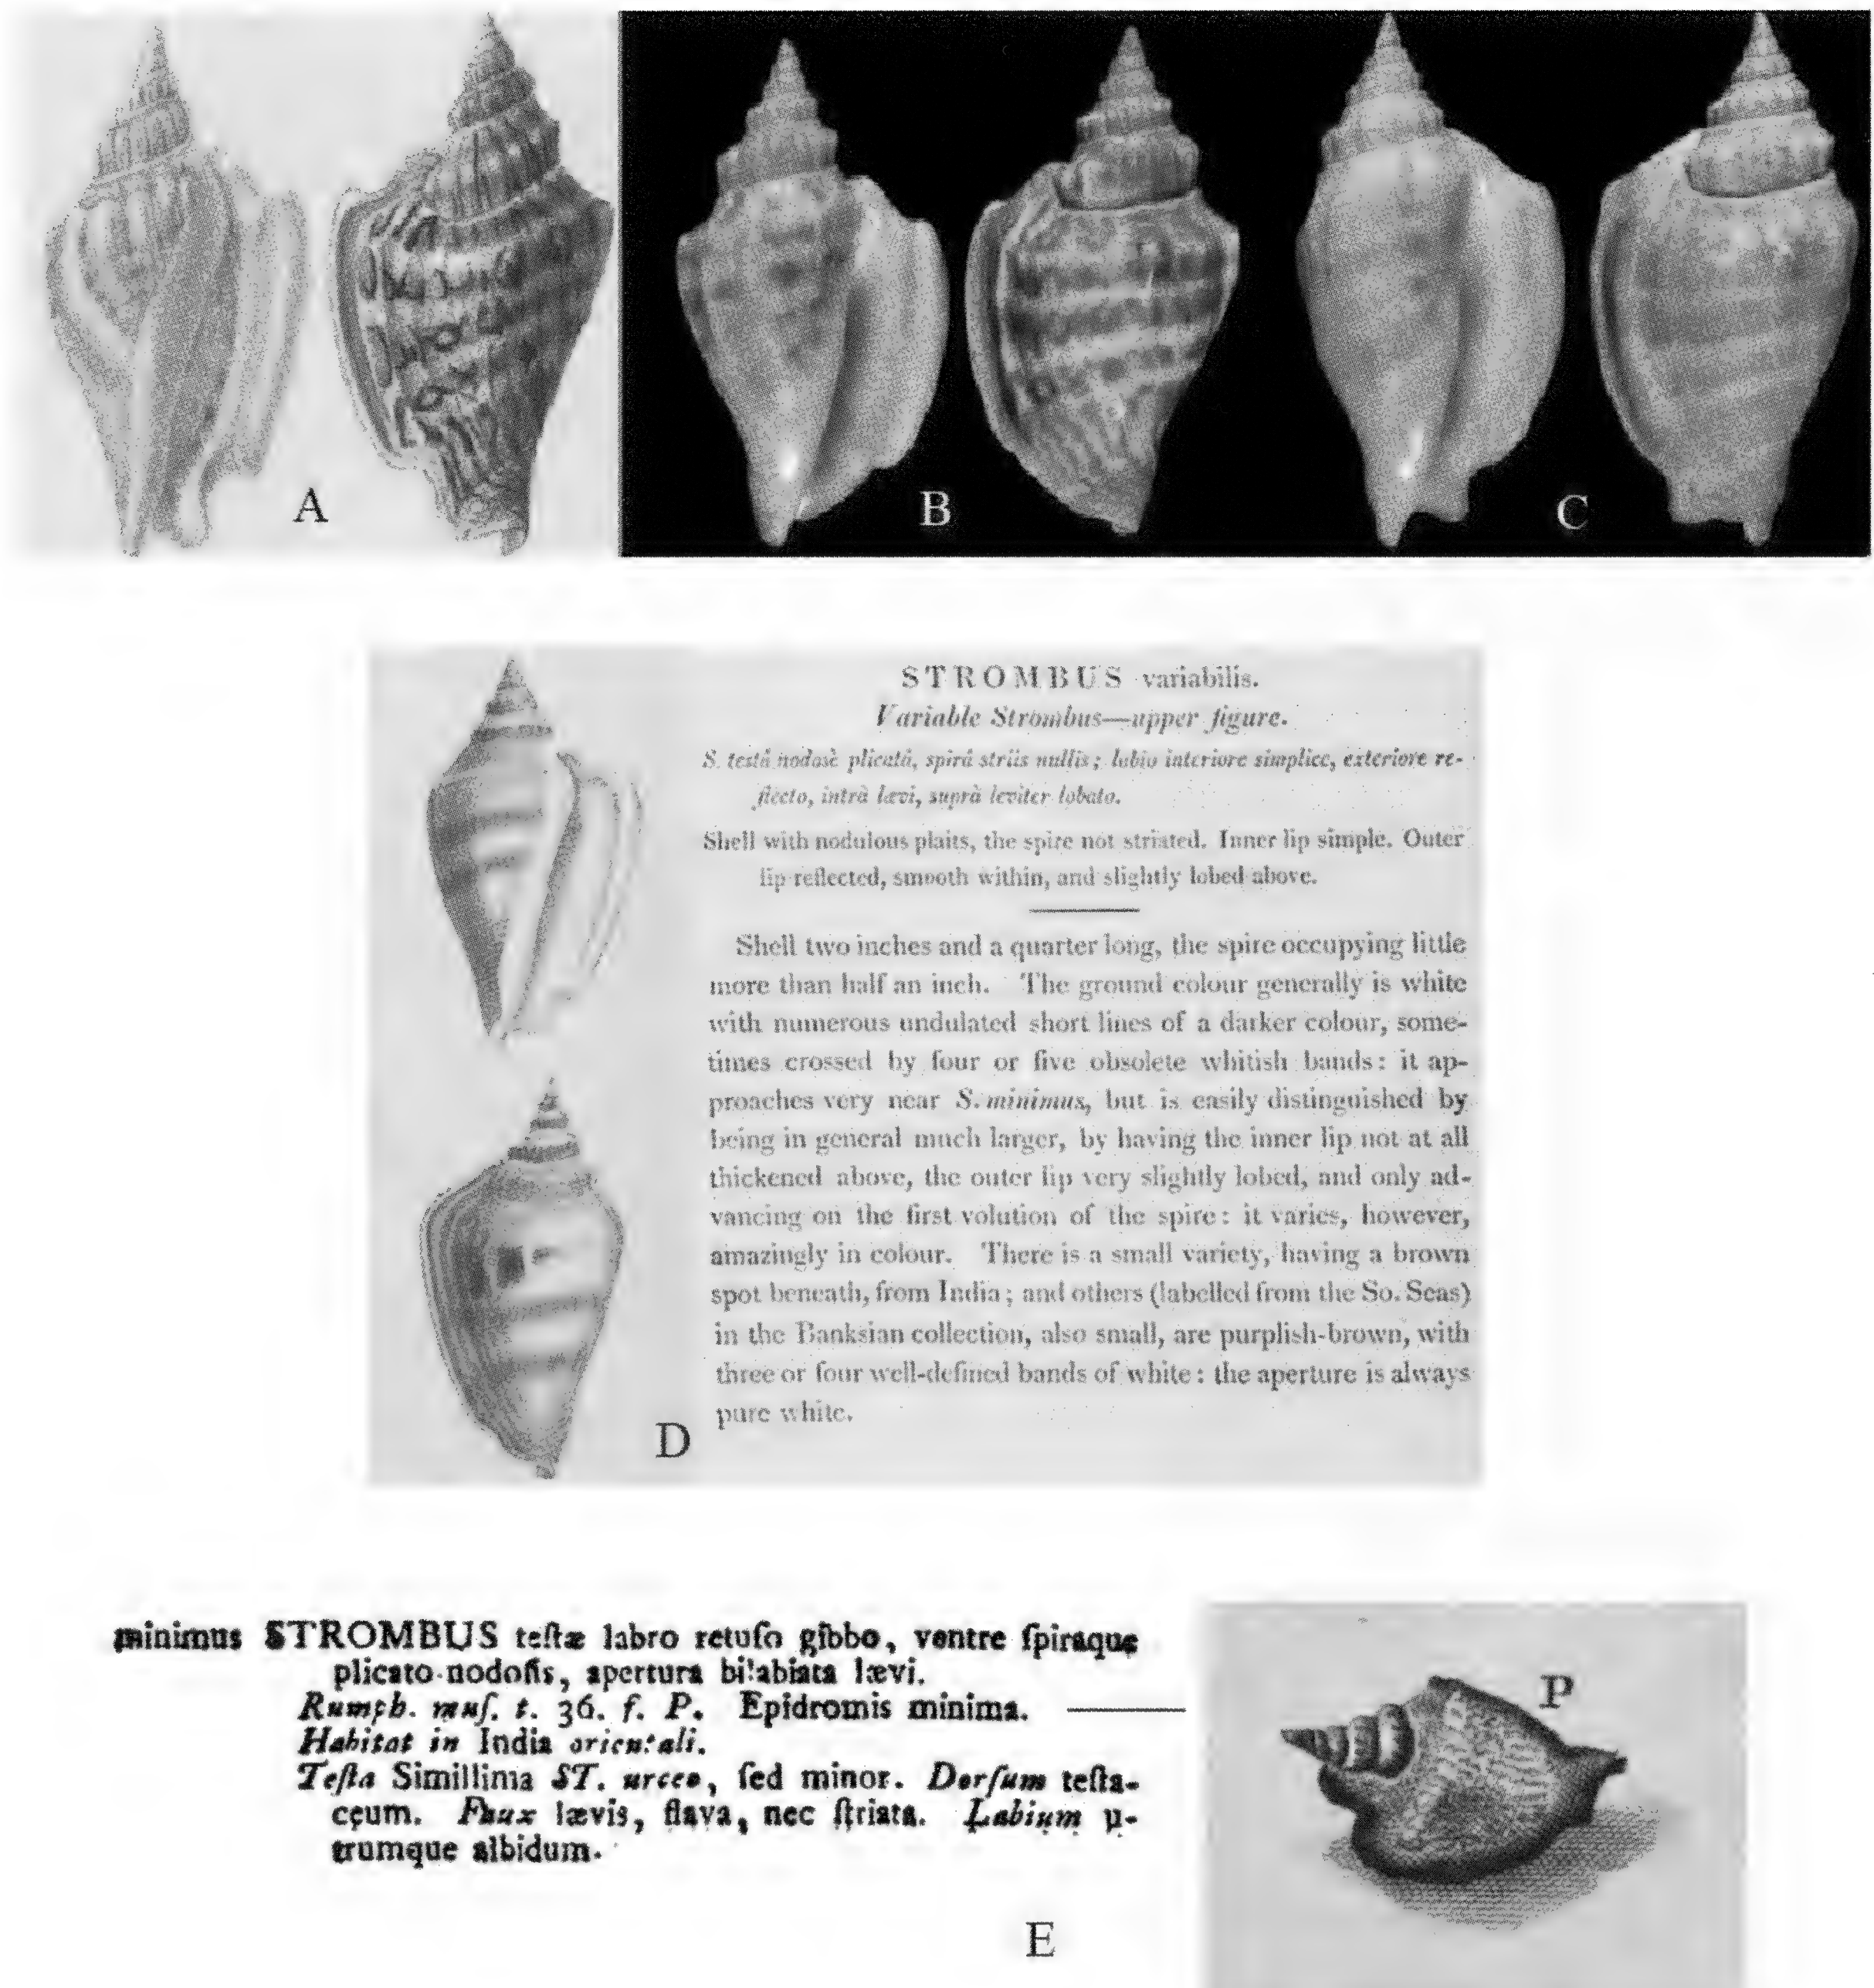 A
B
C
STROMBUS variabilis.
Variable Strombus—upper figure.
S. testâ nodosè plicatâ, spirâ striis nullis; labio interiore simplice, exteriore re-
flecto, intrà lævi, suprà leviter lobato.
Shell with nodulous plaits, the spire not striated. Inner lip simple. Outer
lip reflected, smooth within, and slightly lobed above.
Shell two inches and a quarter long, the spire occupying little
more than half an inch. The ground colour generally is white
with numerous undulated short lines of a darker colour, some-
times crossed by four or five obsolete whitish bands: it ap-
proaches very near S. minimus, but is easily distinguished by
being in general much larger, by having the inner lip not at all
thickened above, the outer lip very slightly lobed, and only ad-
vancing on the first volution of the spire: it varies, however,
amazingly in colour. There is a small variety, having a brown
spot beneath, from India; and others (labelled from the So. Seas)
in the Banksian collection, also small, are purplish-brown, with
three or four well-defined bands of white: the aperture is always
pure white.
D
minimus STROMBUS teſtæ labro retuſo gibbo, ventre ſpiraque
plicato-nodoſis, apertura bilabiata lævi.
Rumph. muſ. t. 36. f. P. Epidromis minima.
Habitat in India orientali.
Teſta Simillima ST. urceo, ſed minor. Dorſum teſta-
ceum. Faux lævis, flava, nec ſtriata. Labium u-
trumque albidum.
P
E